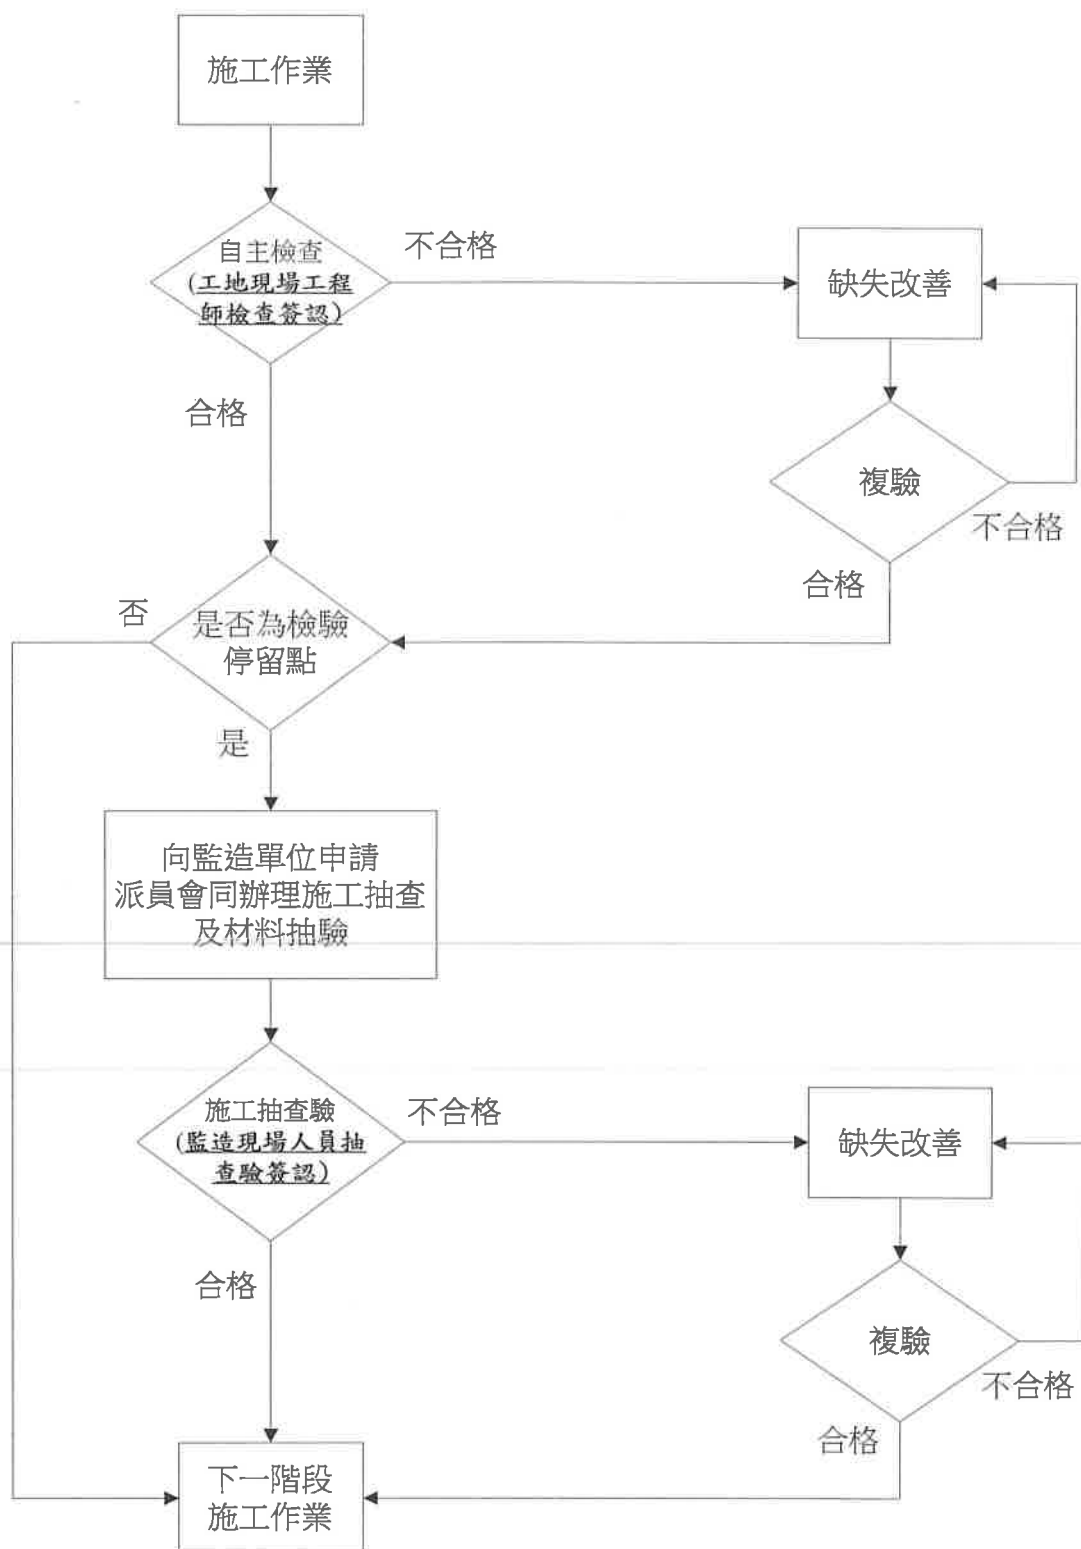 施工作業
自主檢查
(工地現場工程
師檢查簽認)
不合格
缺失改善
合格
複驗
不合格
合格
否
是否為檢驗
停留點
是
向監造單位申請
派員會同辦理施工抽查
及材料抽驗
施工抽查驗
(監造現場人員抽
查驗簽認)
不合格
缺失改善
合格
複驗
不合格
合格
下一階段
施工作業